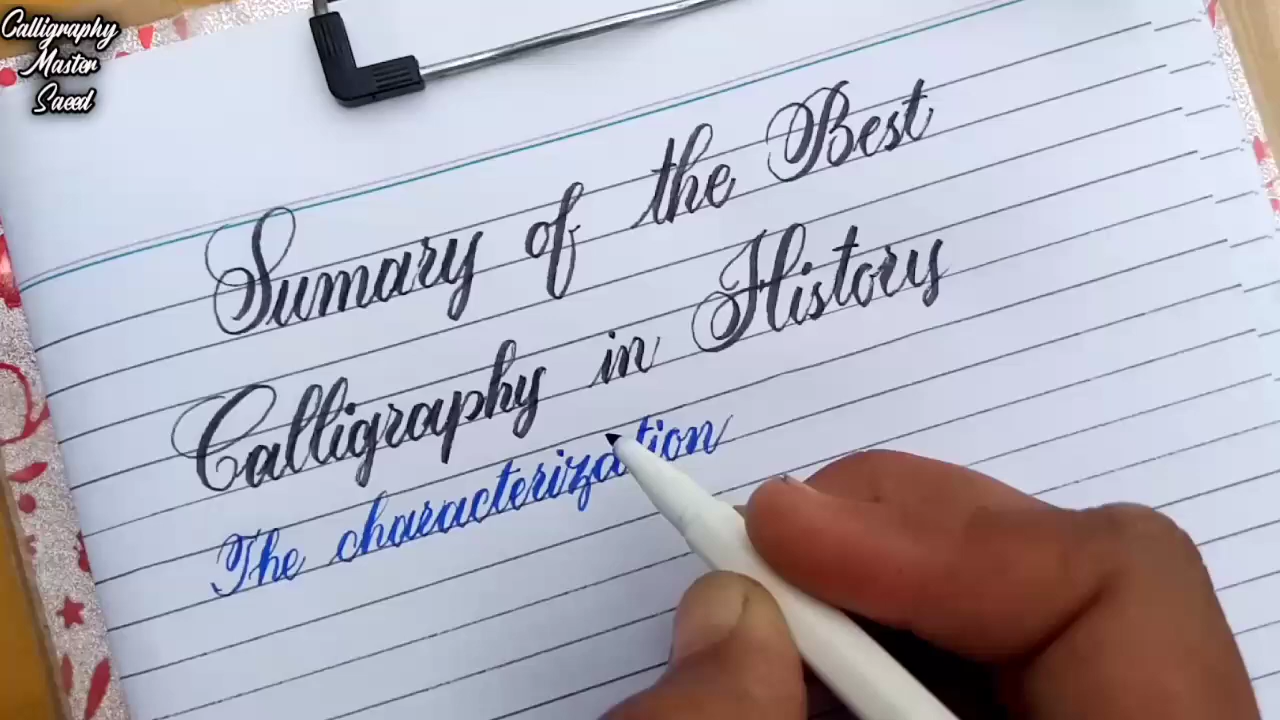 Calligraphy
Master
Saeed
Sumary of the Best
Calligraphy in History
The characterization